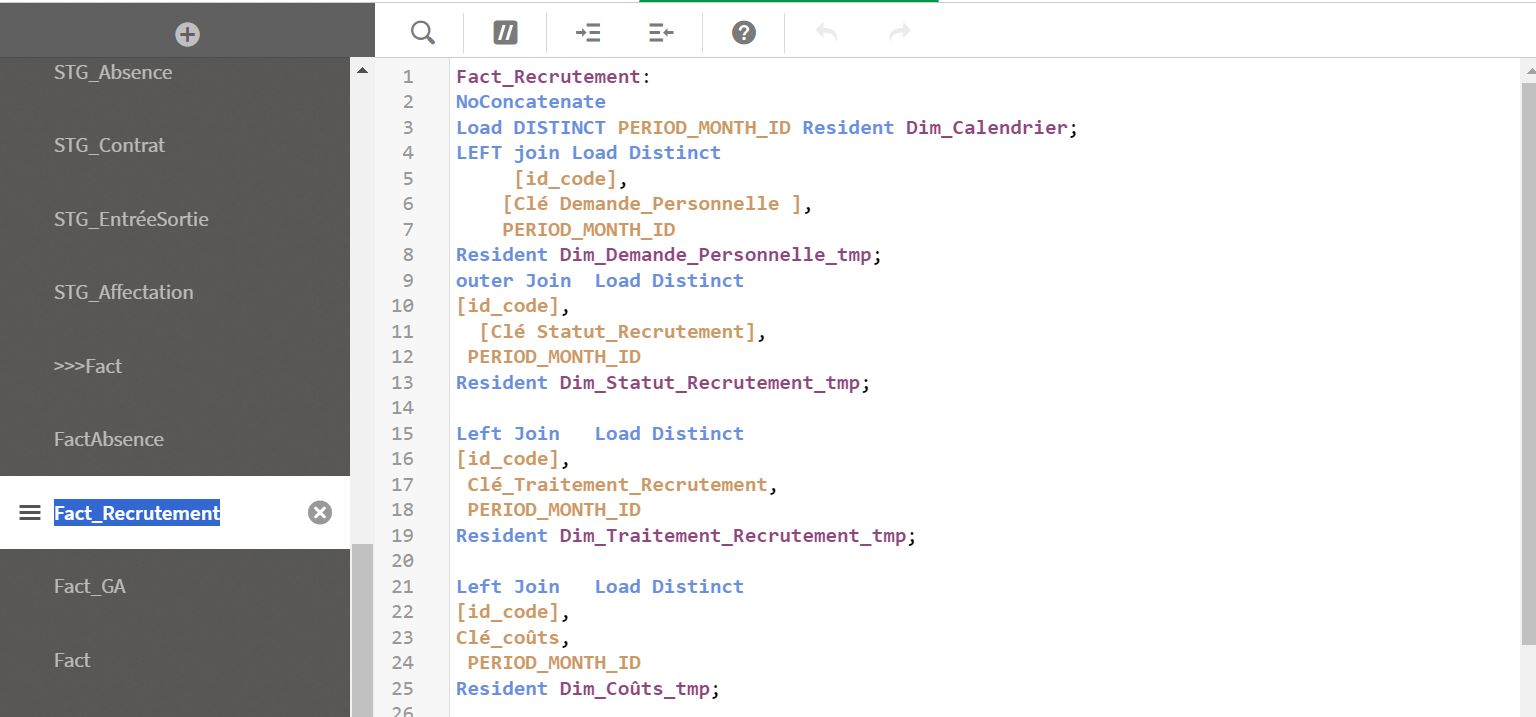 STG_Absence
STG_Contrat
STG_EntréeSortie
STG_Affectation
>>>Fact
FactAbsence
Fact_Recrutement
Fact_GA
Fact
//
?
1 Fact_Recrutement:
2 NoConcatenate
3 Load DISTINCT PERIOD_MONTH_ID Resident Dim_Calendrier;
4 LEFT join Load Distinct
5 [id_code],
6 [Clé Demande_Personnelle ],
7 PERIOD_MONTH_ID
8 Resident Dim_Demande_Personnelle_tmp;
9 outer Join  Load Distinct
10 [id_code],
11 [Clé Statut_Recrutement],
12 PERIOD_MONTH_ID
13 Resident Dim_Statut_Recrutement_tmp;
14
15 Left Join   Load Distinct
16 [id_code],
17 Clé_Traitement_Recrutement,
18 PERIOD_MONTH_ID
19 Resident Dim_Traitement_Recrutement_tmp;
20
21 Left Join   Load Distinct
22 [id_code],
23 Clé_coûts,
24 PERIOD_MONTH_ID
25 Resident Dim_Coûts_tmp;
26